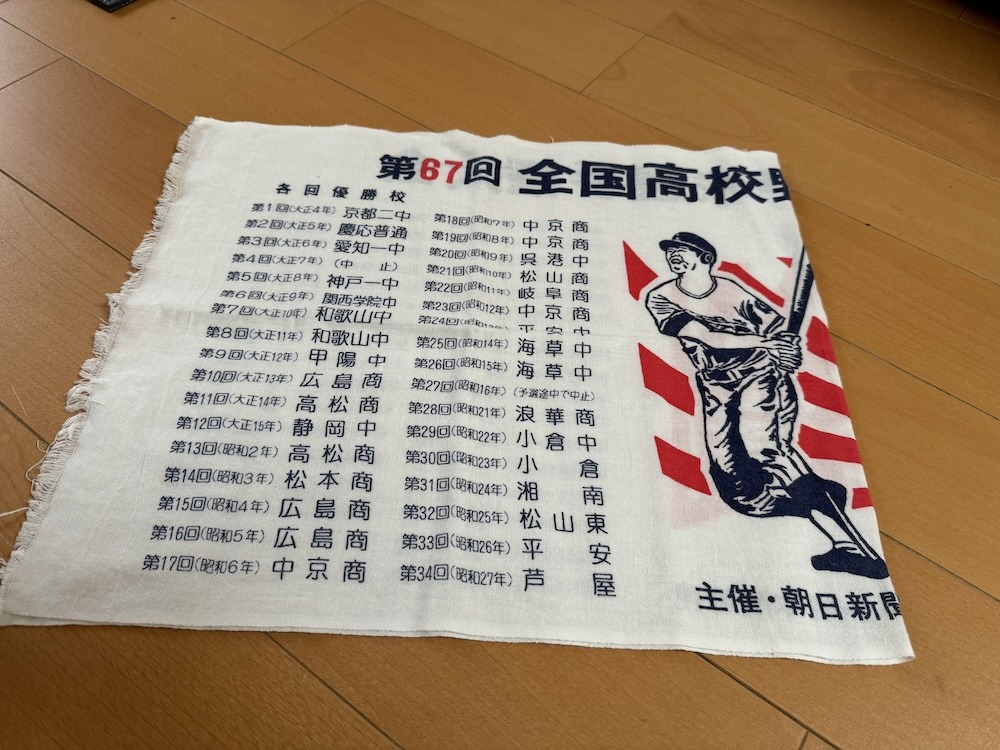 第67回 全国高校
各回優勝校
第1回(大正4年) 京都二中
第2回(大正5年) 慶応普通
第3回(大正6年) 愛知一中
第4回(大正7年) (中止)
第5回(大正8年) 神戸一中
第6回(大正9年) 関西学院中
第7回(大正10年) 和歌山中
第8回(大正11年) 和歌山中
第9回(大正12年) 甲陽中
第10回(大正13年) 広島商
第11回(大正14年) 高松商
第12回(大正15年) 静岡中
第13回(昭和2年) 高松商
第14回(昭和3年) 松本商
第15回(昭和4年) 広島商
第16回(昭和5年) 広島商
第17回(昭和6年) 中京商
第18回(昭和7年) 中京商
第19回(昭和8年) 中京商
第20回(昭和9年) 呉港中
第21回(昭和10年) 松山商
第22回(昭和11年) 岐阜商
第23回(昭和12年) 中京商
第24回(昭和13年) 平安中
第25回(昭和14年) 海草中
第26回(昭和15年) 海草中
第27回(昭和16年) (予選途中で中止)
第28回(昭和21年) 浪華商
第29回(昭和22年) 小倉中
第30回(昭和23年) 小倉
第31回(昭和24年) 湘南
第32回(昭和25年) 松山東
第33回(昭和26年) 平安
第34回(昭和27年) 芦屋
主催・朝日新聞